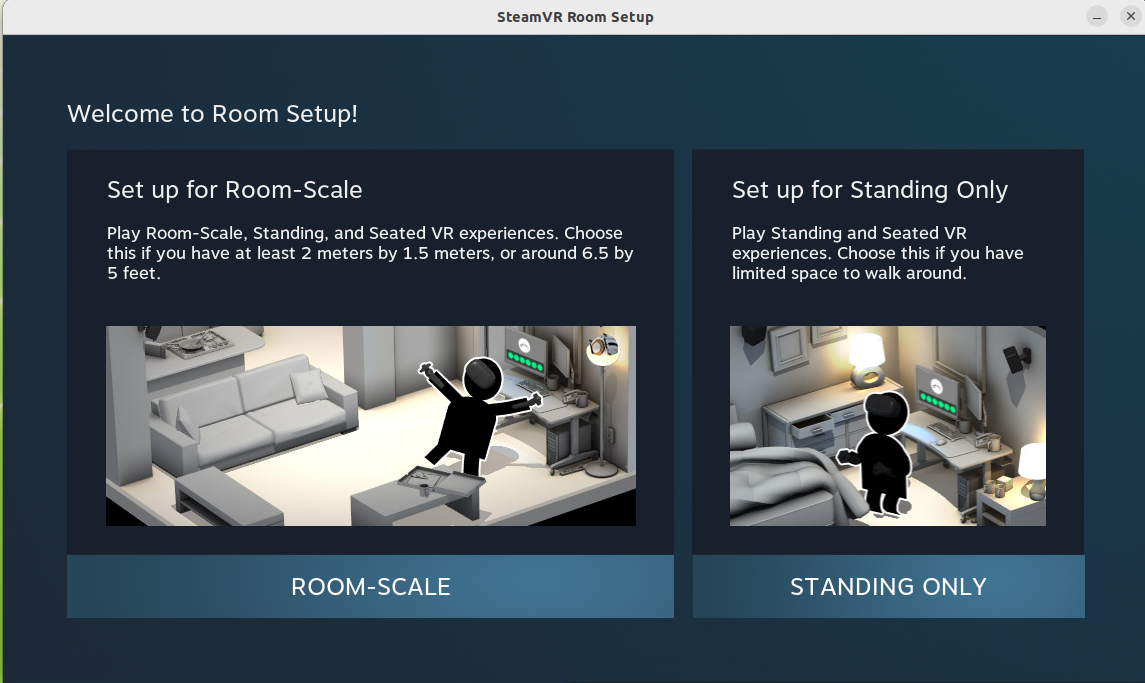 SteamVR Room Setup
Welcome to Room Setup!
Set up for Room-Scale
Play Room-Scale, Standing, and Seated VR experiences. Choose
this if you have at least 2 meters by 1.5 meters, or around 6.5 by
5 feet.
ROOM-SCALE
Set up for Standing Only
Play Standing and Seated VR
experiences. Choose this if you have
limited space to walk around.
STANDING ONLY